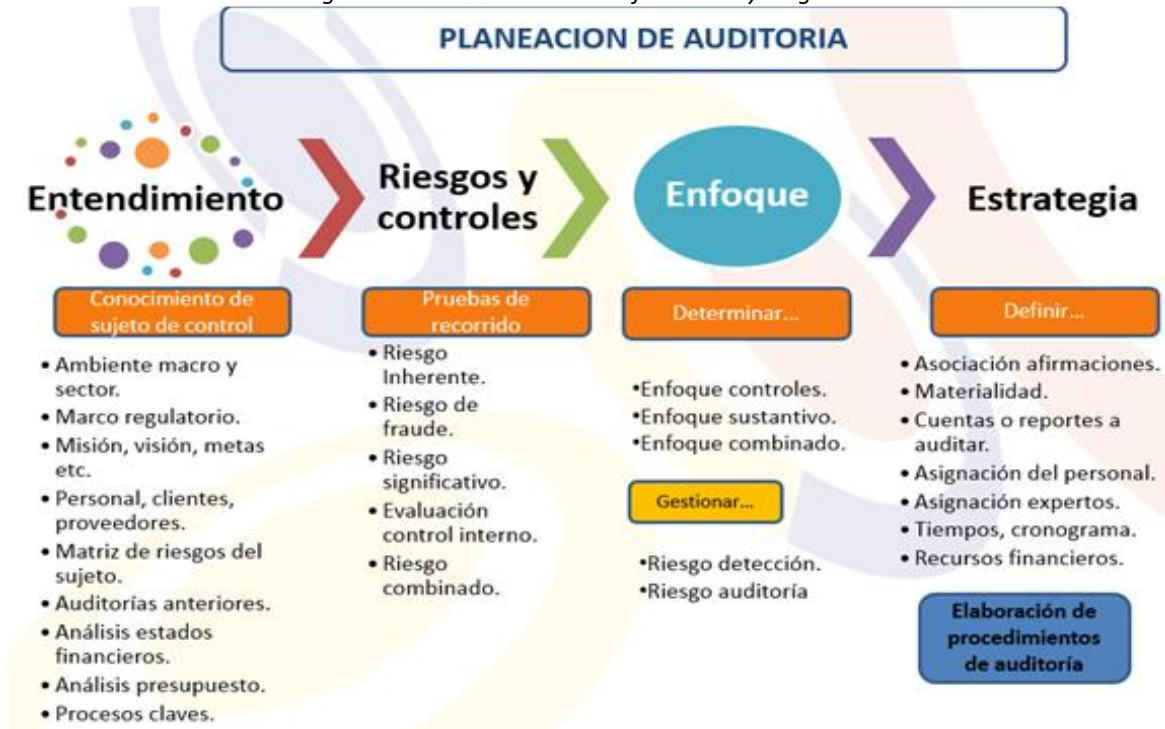 PLANEACION DE AUDITORIA
Entendimiento
Riesgos y
controles
Enfoque
Estrategia
Conocimiento de
sujeto de control
• Ambiente macro y
sector.
• Marco regulatorio.
• Misión, visión, metas
etc.
• Personal, clientes,
proveedores.
• Matriz de riesgos del
sujeto.
• Auditorías anteriores.
• Análisis estados
financieros.
• Análisis presupuesto.
• Procesos claves.
Pruebas de
recorrido
• Riesgo
Inherente.
• Riesgo de
fraude.
• Riesgo
significativo.
• Evaluación
control interno.
• Riesgo
combinado.
Determinar...
•Enfoque controles.
•Enfoque sustantivo.
•Enfoque combinado.
Gestionar...
•Riesgo detección.
•Riesgo auditoría
Definir...
• Asociación afirmaciones.
• Materialidad.
• Cuentas o reportes a
auditar.
• Asignación del personal.
• Asignación expertos.
• Tiempos, cronograma.
• Recursos financieros.
Elaboración de
procedimientos
de auditoría